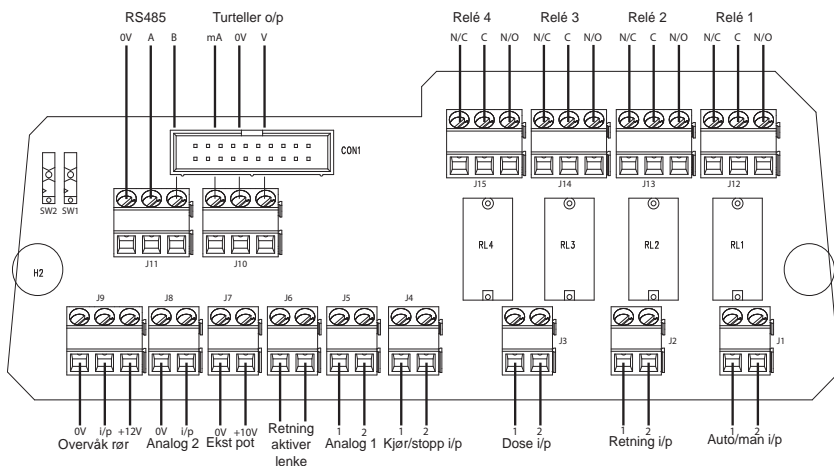 RS485 Turteller o/p Relé 4 Relé 3 Relé 2 Relé 1
0V A B mA 0V V N/C C N/O N/C C N/O N/C C N/O N/C C N/O
CON1
J15 J14 J13 J12
SW2 SW1
J11 J10
RL4 RL3 RL2 RL1
H2
J9 J8 J7 J6 J5 J4
J3 J2 J1
0V i/p +12V 0V i/p 0V +10V 1 2 1 2 1 2 1 2 1 2
Overvåk rør Analog 2 Ekst pot Retning Analog 1 Kjør/stopp i/p Dose i/p Retning i/p Auto/man i/p
aktiver
lenke